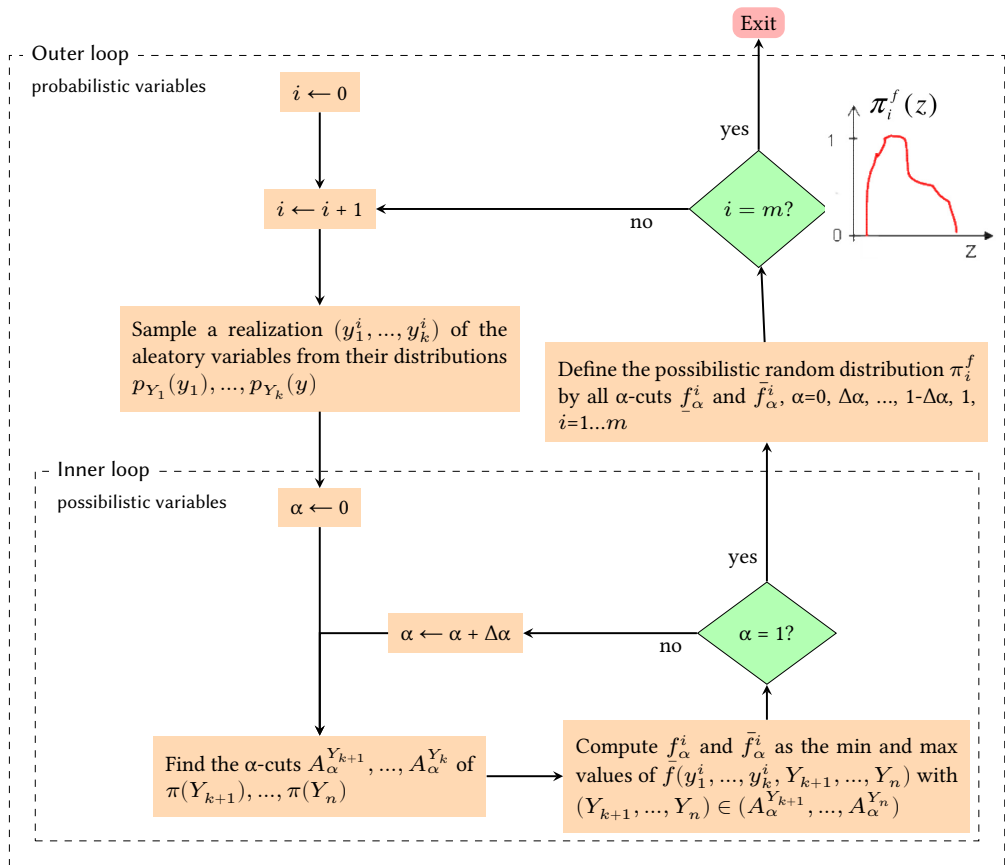 Exit
Outer loop
probabilistic variables
i ← 0
π_i^f(z)
1
0
z
yes
i = m?
no
i ← i + 1
Sample a realization (y_1^i, ..., y_k^i) of the
aleatory variables from their distributions
p_{Y_1}(y_1), ..., p_{Y_k}(y)
Define the possibilistic random distribution π_i^f
by all α-cuts f̲_α^i and f̄_α^i, α=0, Δα, ..., 1-Δα, 1,
i=1...m
Inner loop
possibilistic variables
α ← 0
yes
α ← α + Δα
α = 1?
no
Find the α-cuts A_α^{Y_{k+1}}, ..., A_α^{Y_k} of
π(Y_{k+1}), ..., π(Y_n)
Compute f̲_α^i and f̄_α^i as the min and max
values of f(y_1^i, ..., y_k^i, Y_{k+1}, ..., Y_n) with
(Y_{k+1}, ..., Y_n) ∈ (A_α^{Y_{k+1}}, ..., A_α^{Y_n})